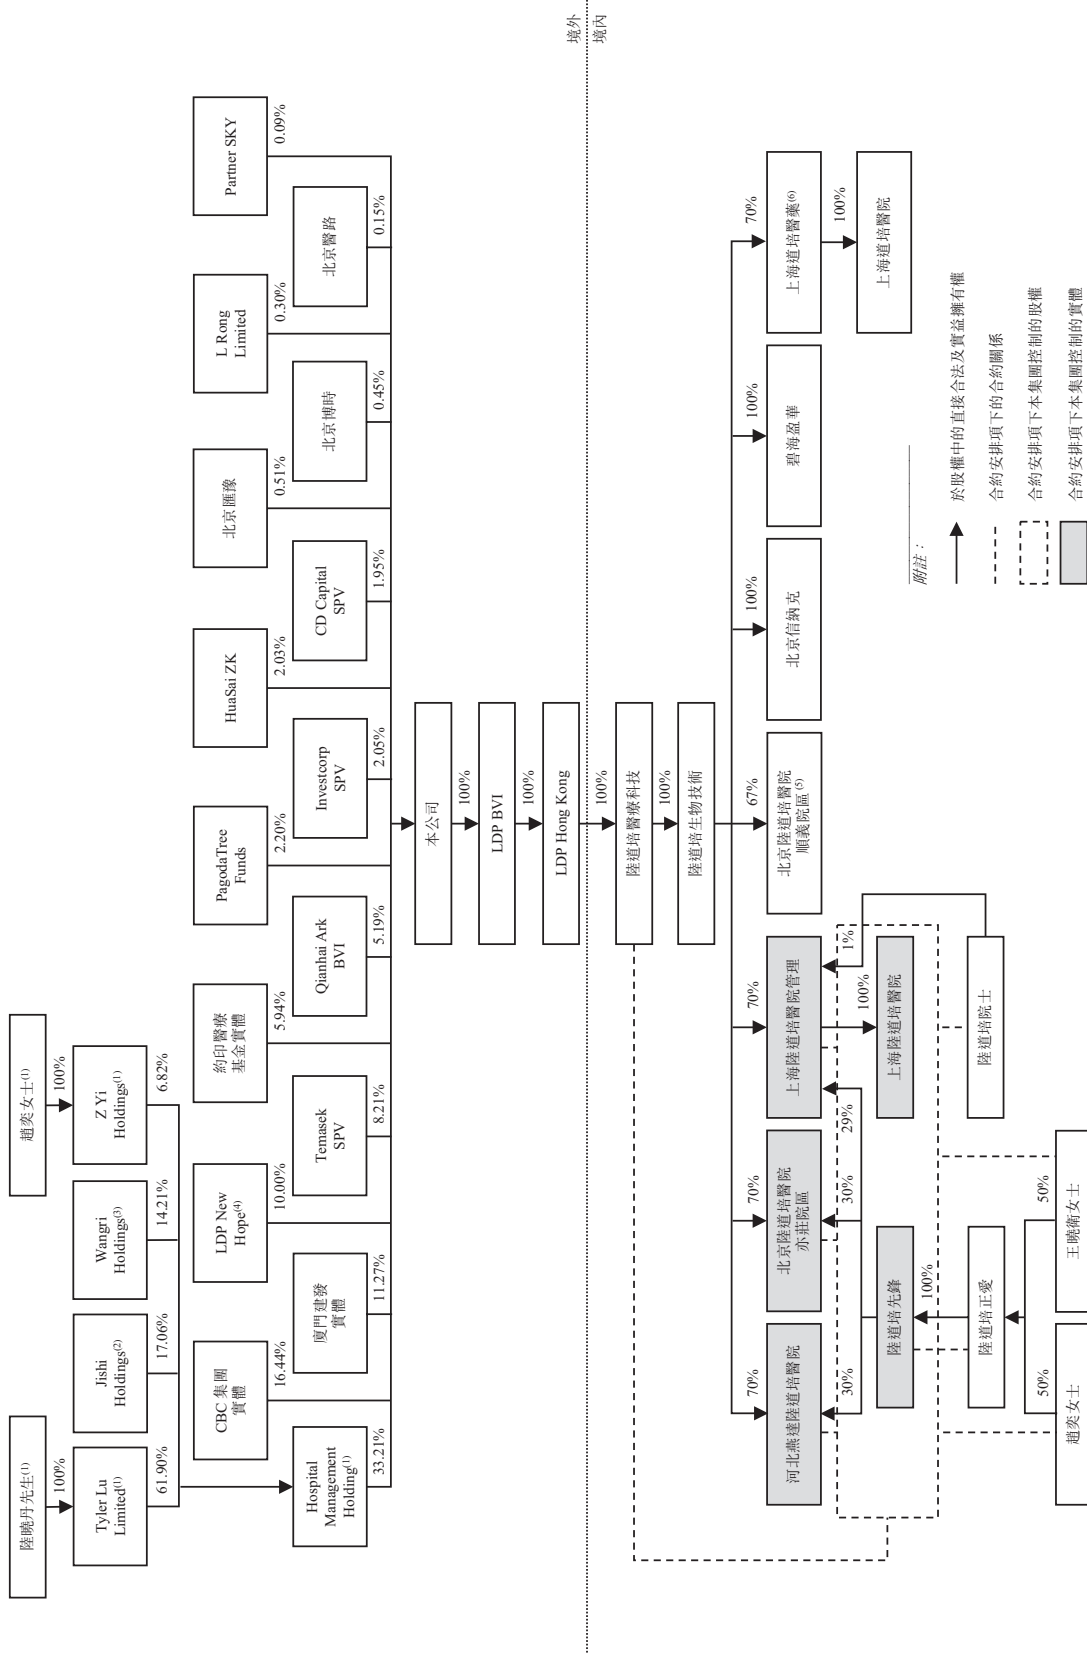 陸曉丹先生(1)
趙奕女士(1)
100%
100%
Tyler Lu
Limited(1)
Jishi
Holdings(2)
Wangri
Holdings(3)
Z Yi
Holdings(1)
61.90%
17.06%
14.21%
6.82%
CBC 集團
實體
LDP New
Hope(4)
約印醫療
基金實體
PagodaTree
Funds
HuaSai ZK
北京匯豫
L Rong
Limited
Partner SKY
16.44%
10.00%
5.94%
2.20%
2.03%
0.51%
0.30%
0.09%
Hospital
Management
Holding(1)
廈門建發
實體
Temasek
SPV
Qianhai Ark
BVI
Investcorp
SPV
CD Capital
SPV
北京博時
北京醫路
33.21%
11.27%
8.21%
5.19%
2.05%
1.95%
0.45%
0.15%
本公司
100%
LDP BVI
100%
LDP Hong Kong
境外
境內
100%
陸道培醫療科技
100%
陸道培生物技術
70%
70%
70%
67%
100%
100%
70%
河北燕達陸道培醫院
北京陸道培醫院
亦莊院區
上海陸道培醫院管理
北京陸道培醫院
順義院區(5)
北京信納克
碧海盈華
上海道培醫藥(6)
30%
30%
29%
1%
100%
100%
陸道培先鋒
上海陸道培醫院
上海道培醫院
100%
陸道培正愛
陸道培院士
50%
50%
趙奕女士
王曉衛女士
附註：
於股權中的直接合法及實益擁有權
合約安排項下的合約關係
合約安排項下本集團控制的股權
合約安排項下本集團控制的實體